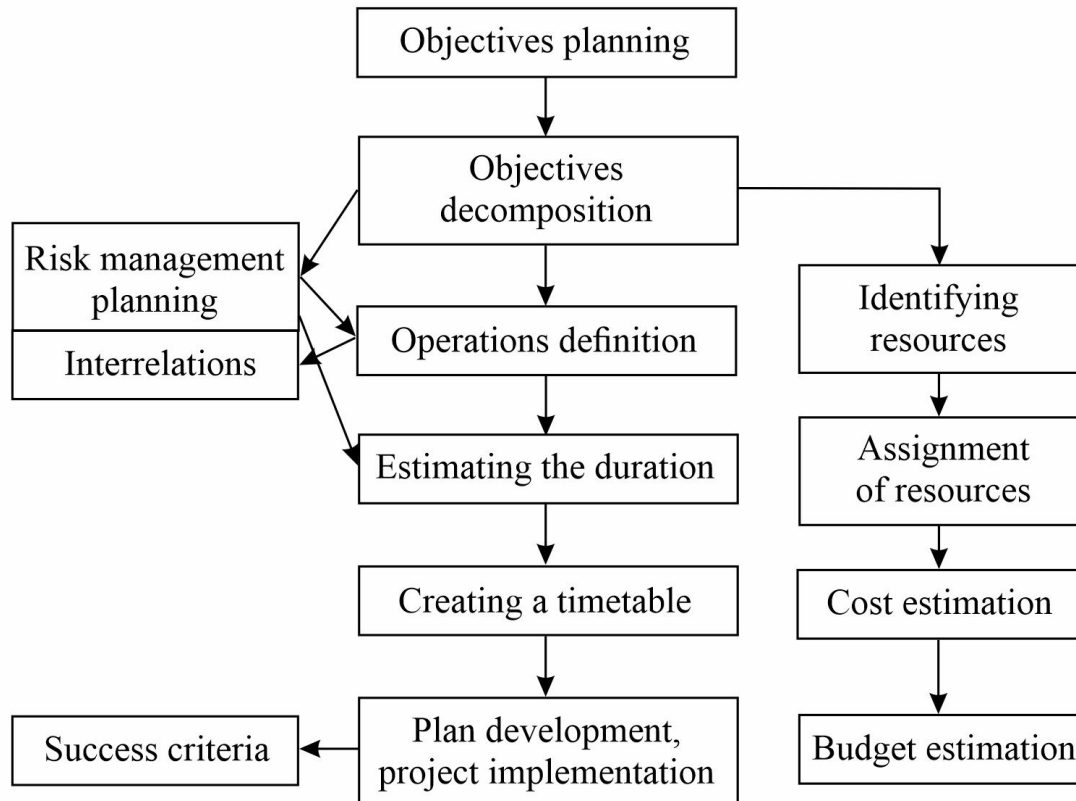 Objectives planning
Objectives
decomposition
Risk management
planning
Interrelations
Operations definition
Identifying
resources
Estimating the duration
Assignment
of resources
Creating a timetable
Cost estimation
Success criteria
Plan development,
project implementation
Budget estimation